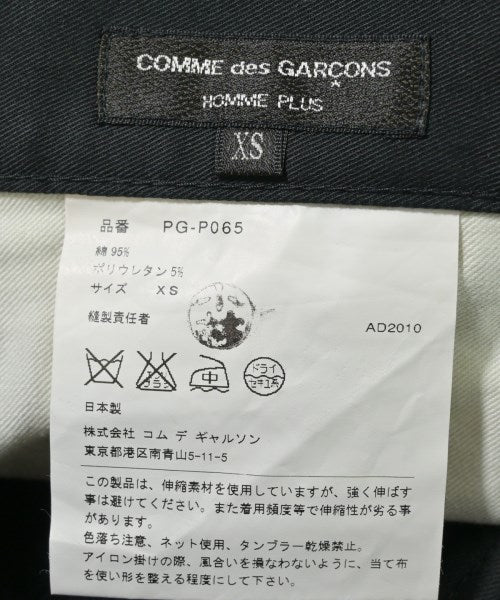 COMME des GARÇONS
HOMME PLUS
XS
品番 PG-P065
綿 95%
ポリウレタン 5%
サイズ XS
縫製責任者
AD2010
中
ドライ
セキユ系
日本製
株式会社 コム デ ギャルソン
東京都港区南青山5-11-5
この製品は、伸縮素材を使用していますが、強く伸ばす
事は避けてください。また着用頻度等で伸縮性が劣る事
があります。
色落ち注意、ネット使用、タンブラー乾燥禁止。
アイロン掛けの際、風合いを損なわないように、当て布
を使い形を整える程度にして下さい。